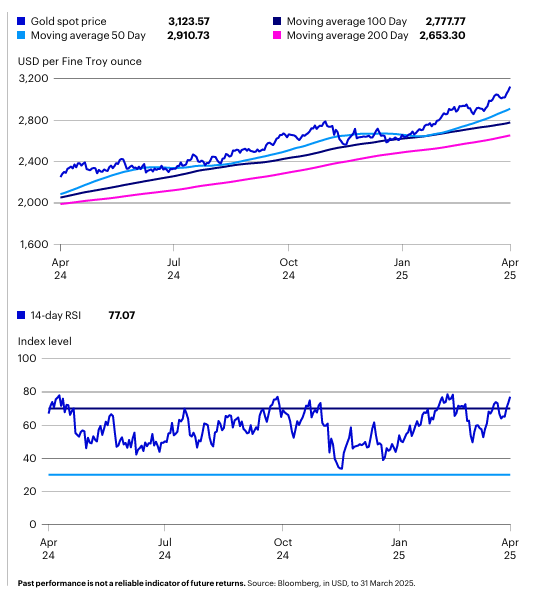 Gold spot price 3,123.57 Moving average 100 Day 2,777.77
Moving average 50 Day 2,910.73 Moving average 200 Day 2,653.30
USD per Fine Troy ounce
3,200
2,800
2,400
2,000
1,600
Apr Jul Oct Jan Apr
24 24 24 25 25
14-day RSI 77.07
Index level
100
80
60
40
20
0
Apr Jul Oct Jan Apr
24 24 24 25 25
Past performance is not a reliable indicator of future returns. Source: Bloomberg, in USD, to 31 March 2025.